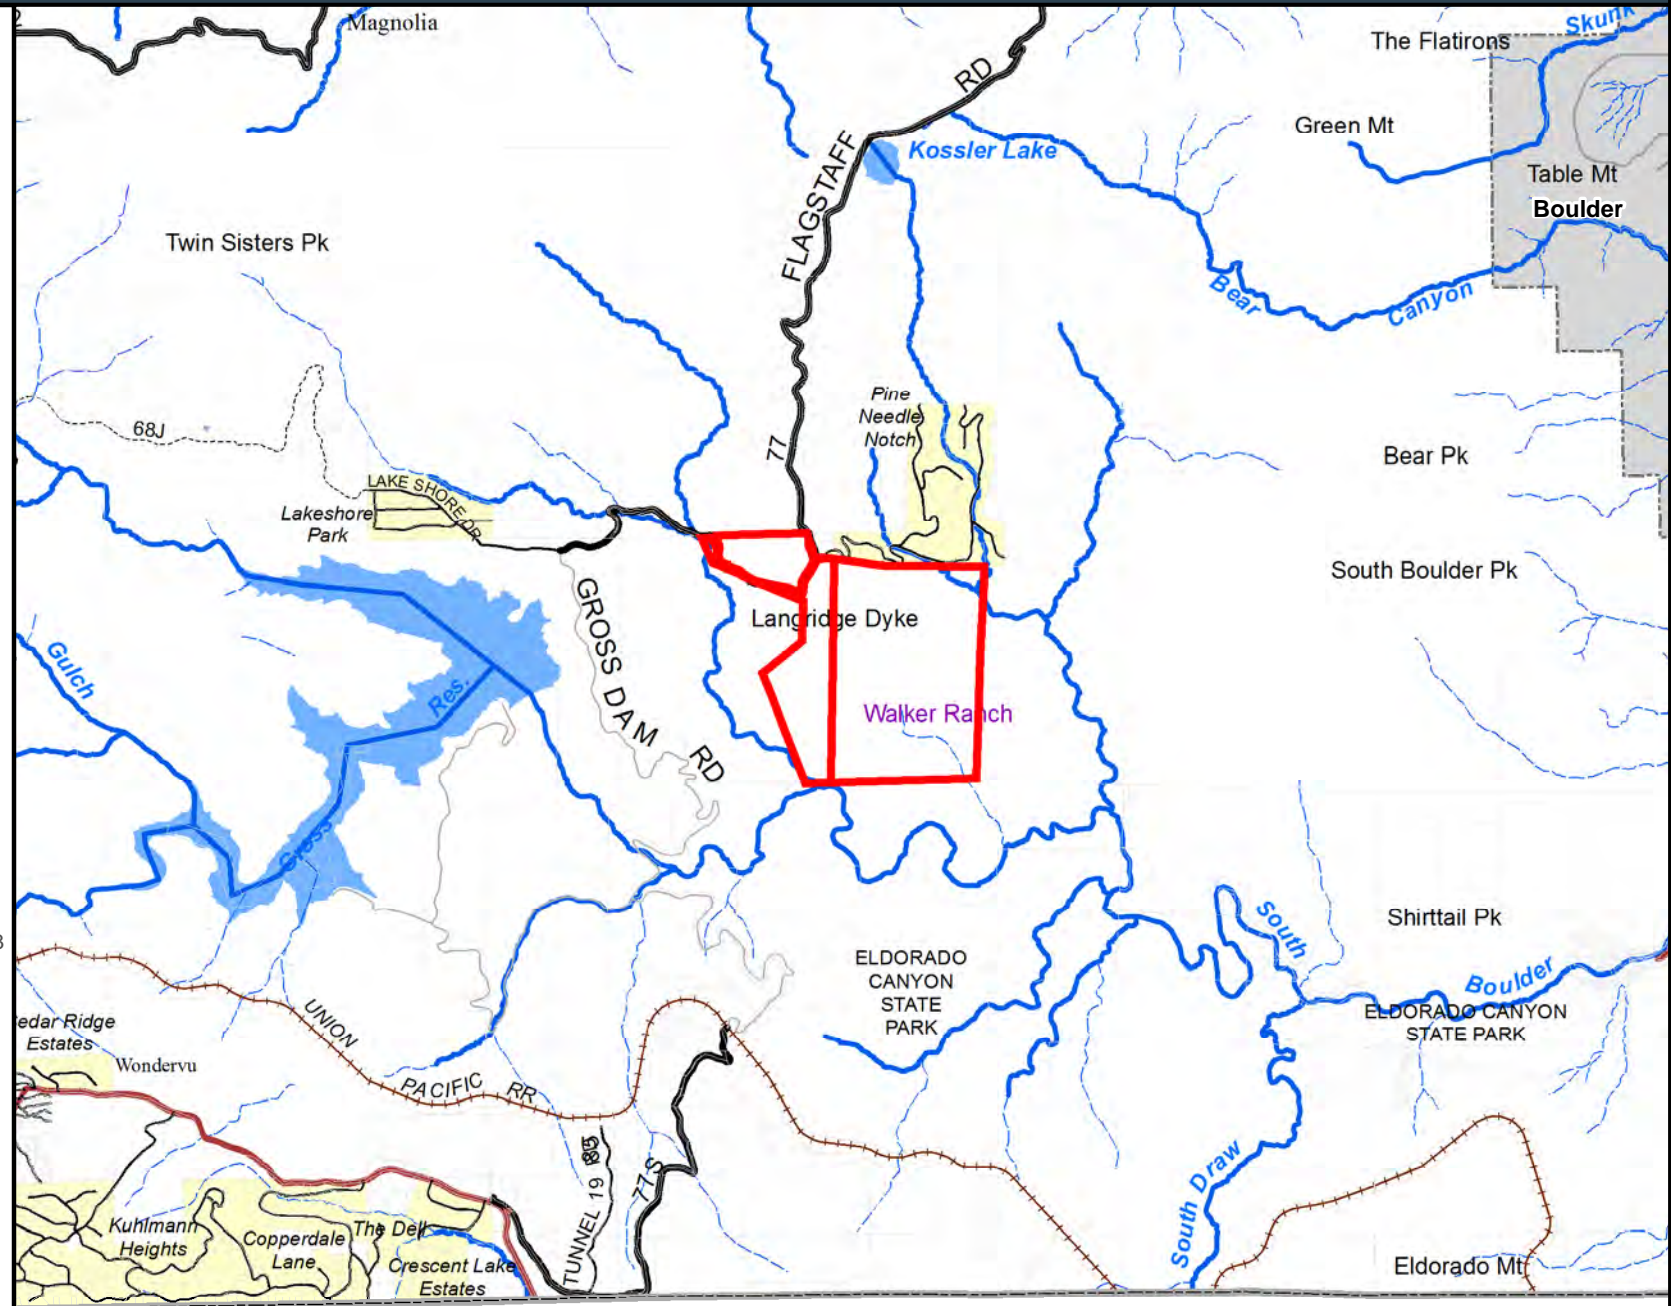 Magnolia
Skunk
The Flatirons
RD
Green Mt
Kossler Lake
FLAGSTAFF
Table Mt
Boulder
Twin Sisters Pk
Bear
Canyon
Pine
Needle
Notch
77
68J
Bear Pk
LAKE SHORE DR
Lakeshore
Park
South Boulder Pk
GROSS DAM RD
Langridge Dyke
Gulch
Res.
Walker Ranch
Gross
South
Shirttail Pk
ELDORADO
CANYON
STATE
PARK
Boulder
ELDORADO CANYON
STATE PARK
edar Ridge
Estates
UNION
PACIFIC RR
Wondervu
TUNNEL 19
77S
South Draw
Kuhlmann
Heights
Copperdale
Lane
The Dell
Crescent Lake
Estates
Eldorado Mt